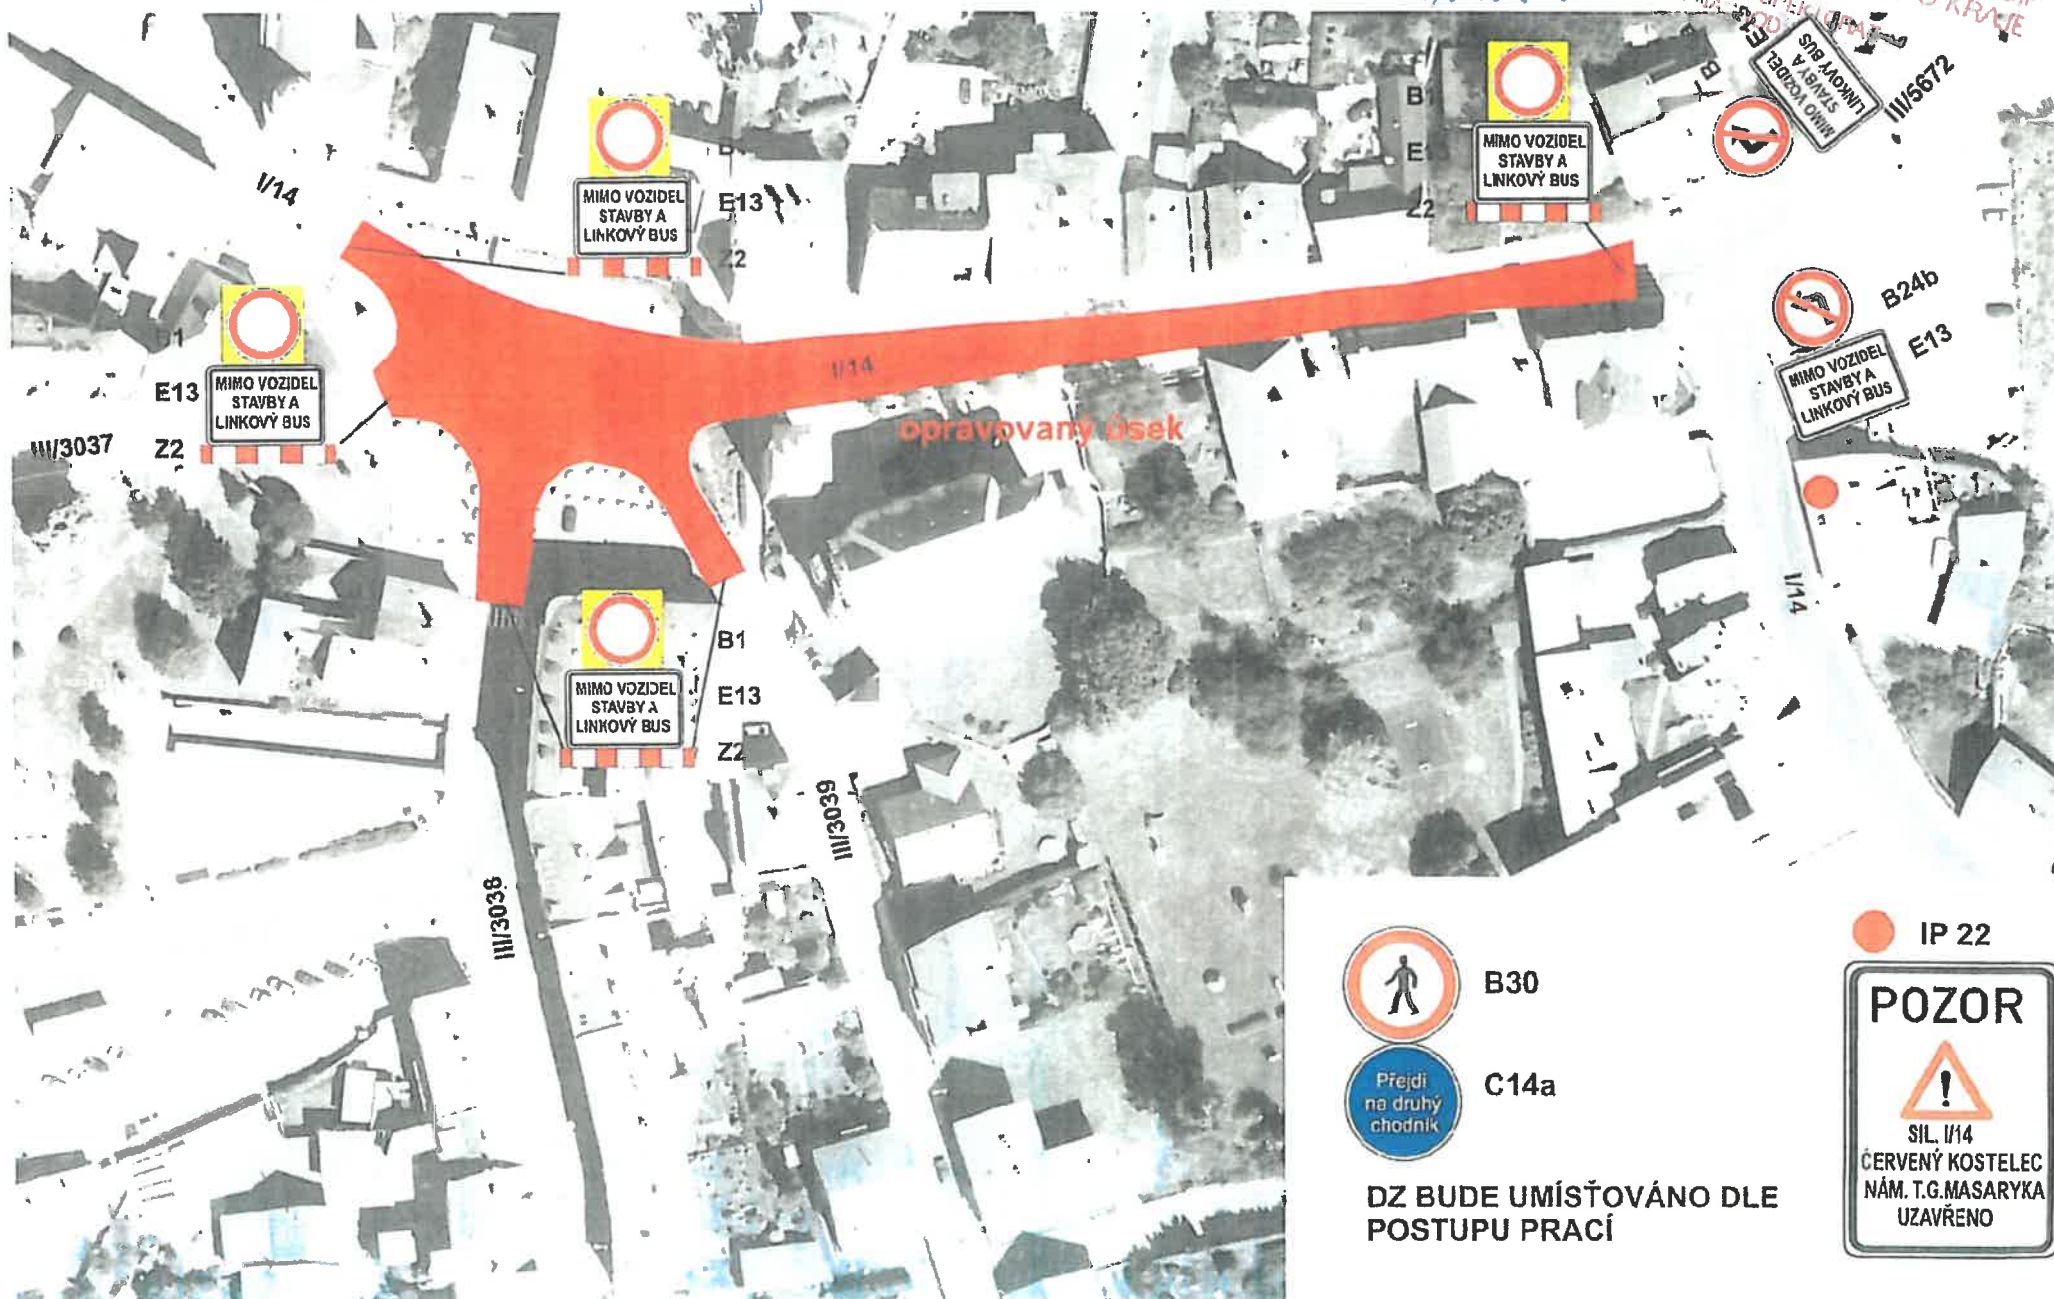 KRAJE
I/14
B1
E13
Z2
MIMO VOZIDEL
STAVBY A
LINKOVÝ BUS
B1
E13
Z2
MIMO VOZIDEL
STAVBY A
LINKOVÝ BUS
E13
MIMO VOZIDEL
STAVBY A
LINKOVÝ BUS
III/5672
B1
E13
Z2
MIMO VOZIDEL
STAVBY A
LINKOVÝ BUS
III/3037
I/14
opravovaný úsek
B24b
E13
MIMO VOZIDEL
STAVBY A
LINKOVÝ BUS
I/14
B1
E13
Z2
MIMO VOZIDEL
STAVBY A
LINKOVÝ BUS
III/3039
III/3038
B30
Přejdi
na druhý
chodník
C14a
DZ BUDE UMÍSŤOVÁNO DLE
POSTUPU PRACÍ
IP 22
POZOR
!
SIL. I/14
ČERVENÝ KOSTELEC
NÁM. T.G.MASARYKA
UZAVŘENO